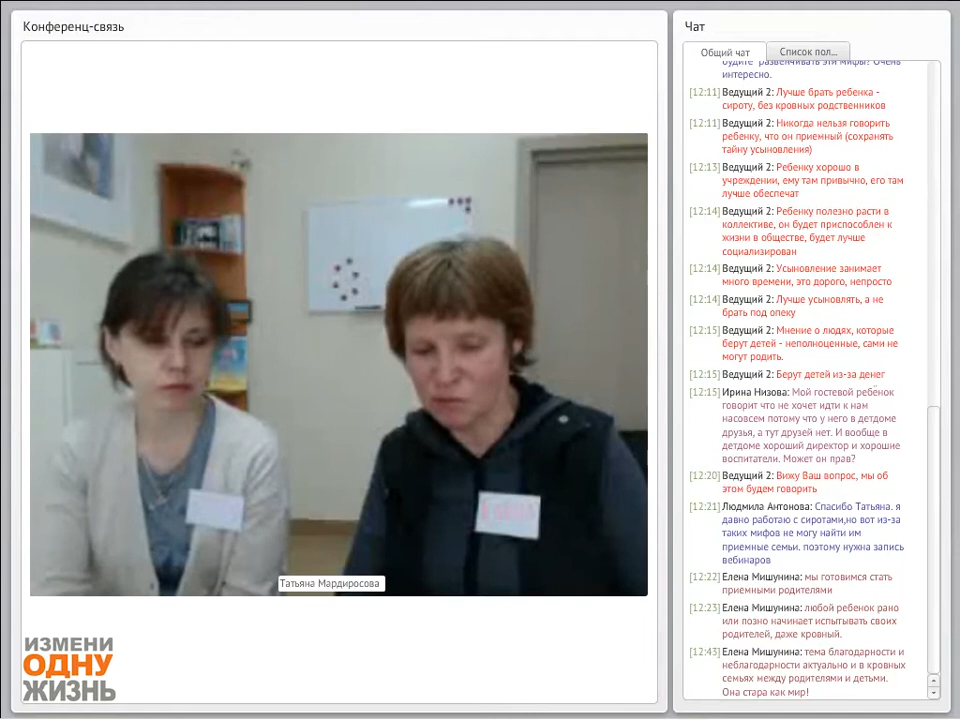 Конференц-связь
Татьяна Мардиросова
ИЗМЕНИ
ОДНУ
ЖИЗНЬ
Чат
Общий чат
Список пол...
будите развенчивать эти мифы? Очень
интересно.
[12:11] Ведущий 2: Лучше брать ребенка -
сироту, без кровных родственников
[12:11] Ведущий 2: Никогда нельзя говорить
ребенку, что он приемный (сохранять
тайну усыновления)
[12:13] Ведущий 2: Ребенку хорошо в
учреждении, ему там привычно, его там
лучше обеспечат
[12:14] Ведущий 2: Ребенку полезно расти в
коллективе, он будет приспособлен к
жизни в обществе, будет лучше
социализирован
[12:14] Ведущий 2: Усыновление занимает
много времени, это дорого, непросто
[12:14] Ведущий 2: Лучше усыновлять, а не
брать под опеку
[12:15] Ведущий 2: Мнение о людях, которые
берут детей - неполноценные, сами не
могут родить.
[12:15] Ведущий 2: Берут детей из-за денег
[12:15] Ирина Низова: Мой гостевой ребёнок
говорит что не хочет идти к нам
насовсем потому что у него в детдоме
друзья, а тут друзей нет. И вообще в
детдоме хороший директор и хорошие
воспитатели. Может он прав?
[12:20] Ведущий 2: Вижу Ваш вопрос, мы об
этом будем говорить
[12:21] Людмила Антонова: Спасибо Татьяна. я
давно работаю с сиротами,но вот из-за
таких мифов не могу найти им
приемные семьи. поэтому нужна запись
вебинаров
[12:22] Елена Мишунина: мы готовимся стать
приемными родителями
[12:23] Елена Мишунина: любой ребенок рано
или позно начинает испытывать своих
родителей, даже кровный.
[12:43] Елена Мишунина: тема благодарности и
неблагодарности актуально и в кровных
семьях между родителями и детьми.
Она стара как мир!